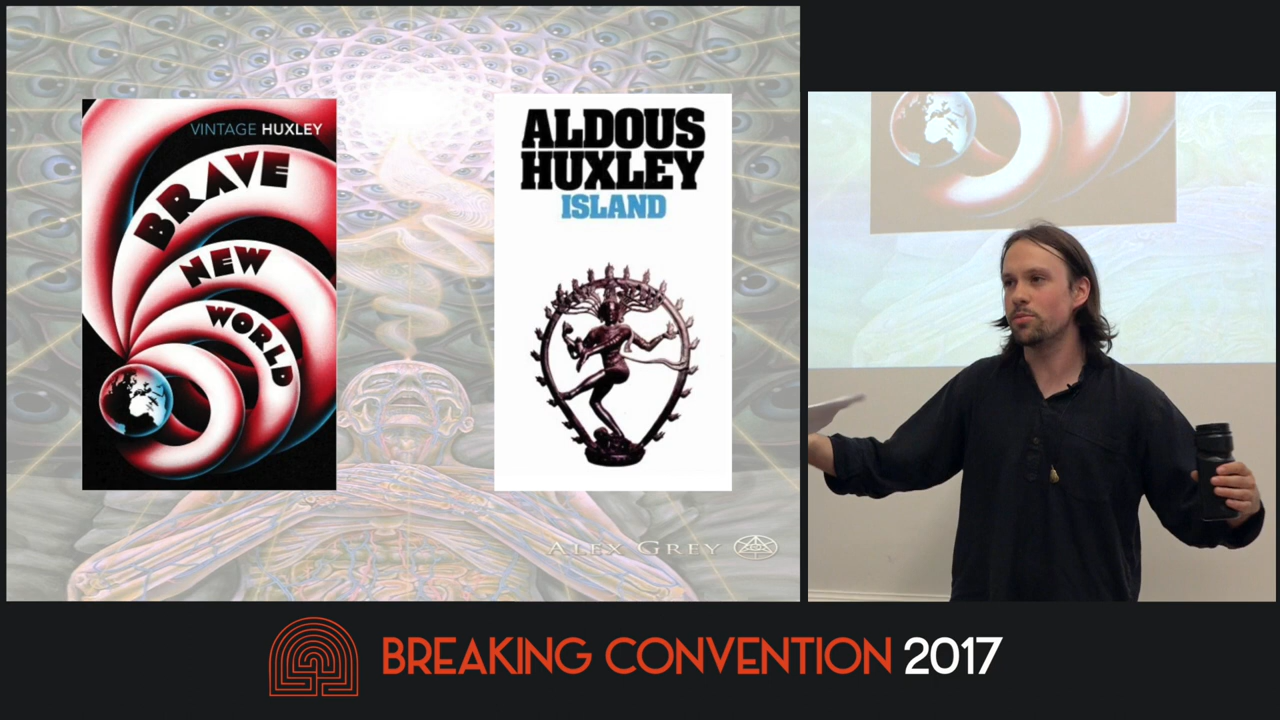 VINTAGE HUXLEY
BRAVE
NEW
WORLD
ALDOUS
HUXLEY
ISLAND
ALEX GREY
BREAKING CONVENTION 2017